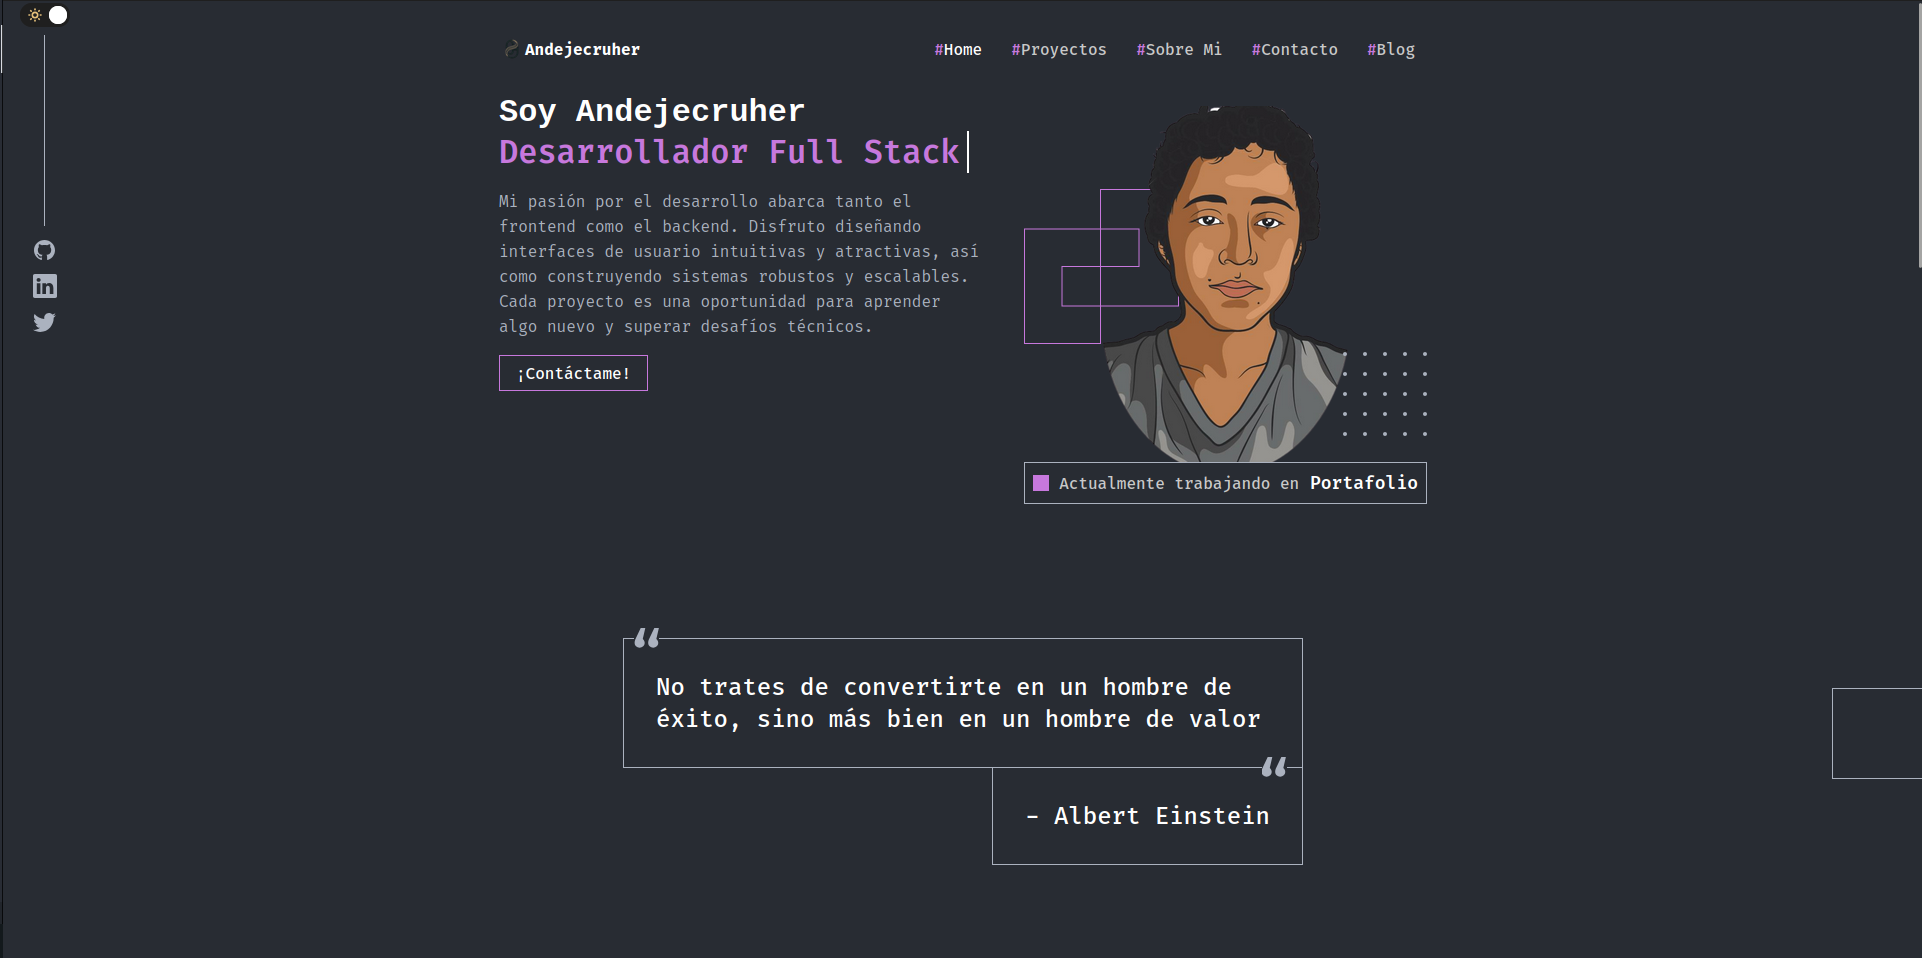 Andejecruher
#Home #Proyectos #Sobre Mi #Contacto #Blog
Soy Andejecruher
Desarrollador Full Stack
Mi pasión por el desarrollo abarca tanto el
frontend como el backend. Disfruto diseñando
interfaces de usuario intuitivas y atractivas, así
como construyendo sistemas robustos y escalables.
Cada proyecto es una oportunidad para aprender
algo nuevo y superar desafíos técnicos.
¡Contáctame!
Actualmente trabajando en Portafolio
“
No trates de convertirte en un hombre de
éxito, sino más bien en un hombre de valor
“
- Albert Einstein
in